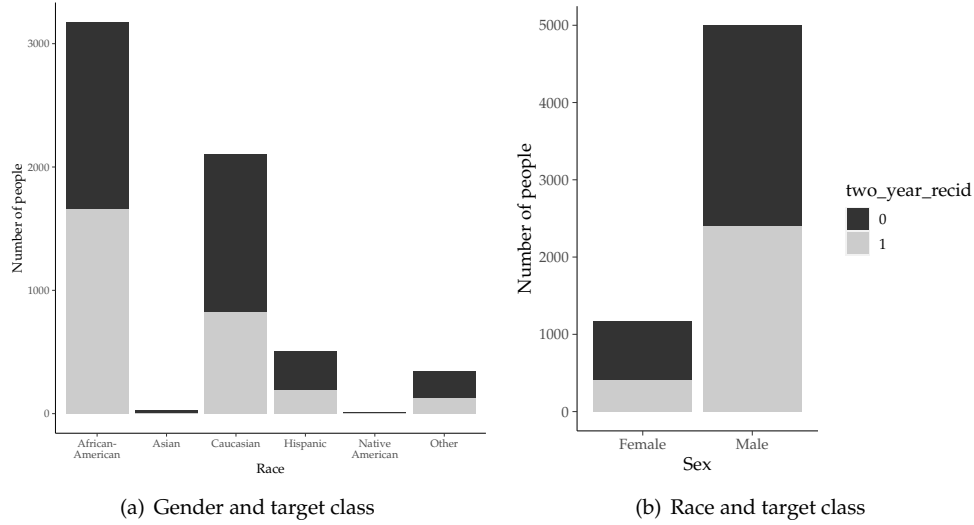 Number of people
3000
2000
1000
0
African-
American
Asian
Caucasian
Hispanic
Native
American
Other
Race
(a) Gender and target class
Number of people
5000
4000
3000
2000
1000
0
Female
Male
Sex
two_year_recid
0
1
(b) Race and target class